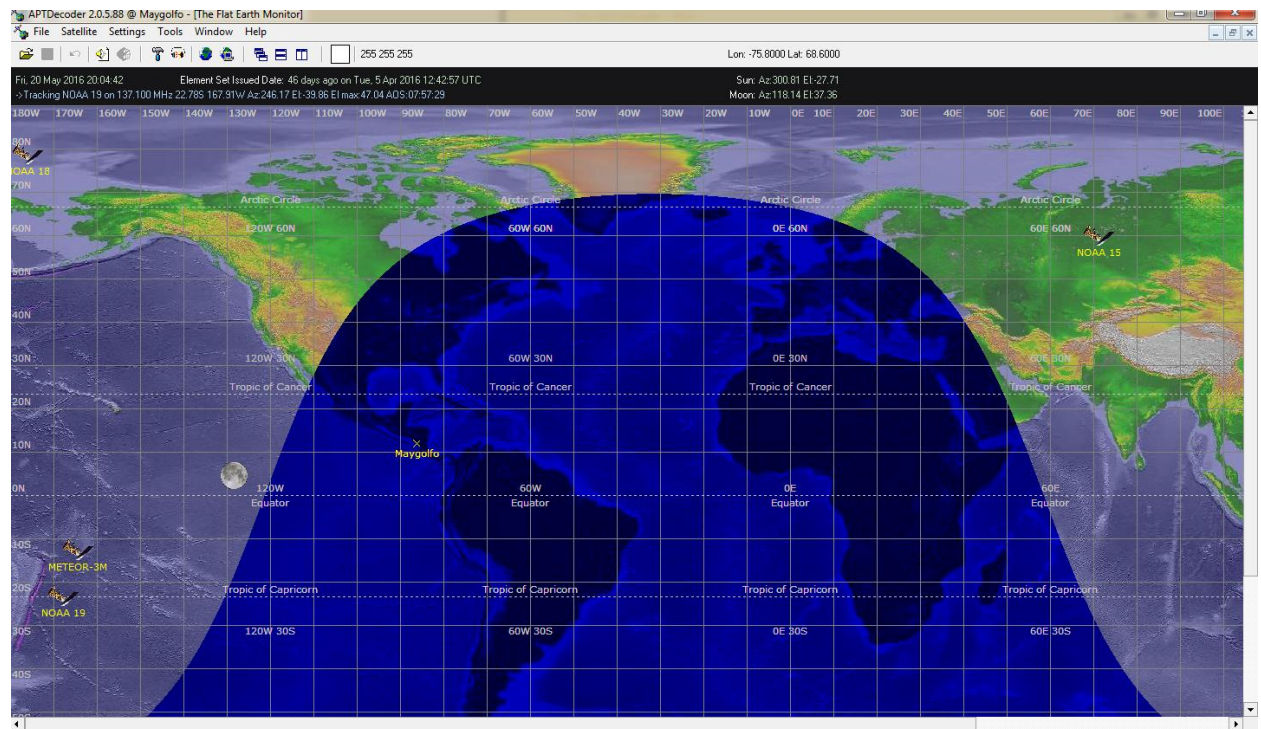 APTDecoder 2.0.5.88 @ Maygolfo - [The Flat Earth Monitor]
File Satellite Settings Tools Window Help
255 255 255 Lon: -75.8000 Lat: 68.6000
Fri, 20 May 2016 20:04:42 Element Set Issued Date: 46 days ago on Tue, 5 Apr 2016 12:42:57 UTC Sun: Az:300.81 El:-27.71
->Tracking NOAA 19 on 137.100 MHz 22.78S 167.91W Az:246.17 El:-39.86 El max:47.04 AOS:07:57:29 Moon: Az:118.14 El:37.36
180W 170W 160W 150W 140W 130W 120W 110W 100W 90W 80W 70W 60W 50W 40W 30W 20W 10W 0E 10E 20E 30E 40E 50E 60E 70E 80E 90E 100E
80N
OAA 18
70N
Arctic Circle Arctic Circle Arctic Circle Arctic Circle
60N 120W 60N 60W 60N 0E 60N 60E 60N
NOAA 15
50N
40N
30N 120W 30N 60W 30N 0E 30N 60E 30N
Tropic of Cancer Tropic of Cancer Tropic of Cancer Tropic of Cancer
20N
10N
Maygolfo
0N 120W 60W 0E 60E
Equator Equator Equator Equator
10S
METEOR-3M
20S Tropic of Capricorn Tropic of Capricorn Tropic of Capricorn Tropic of Capricorn
NOAA 19
30S 120W 30S 60W 30S 0E 30S 60E 30S
40S